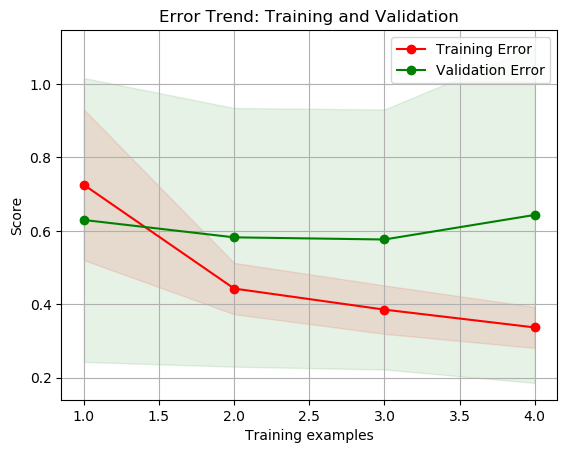 Error Trend: Training and Validation
Training Error
Validation Error
Score
1.0
0.8
0.6
0.4
0.2
1.0 1.5 2.0 2.5 3.0 3.5 4.0
Training examples